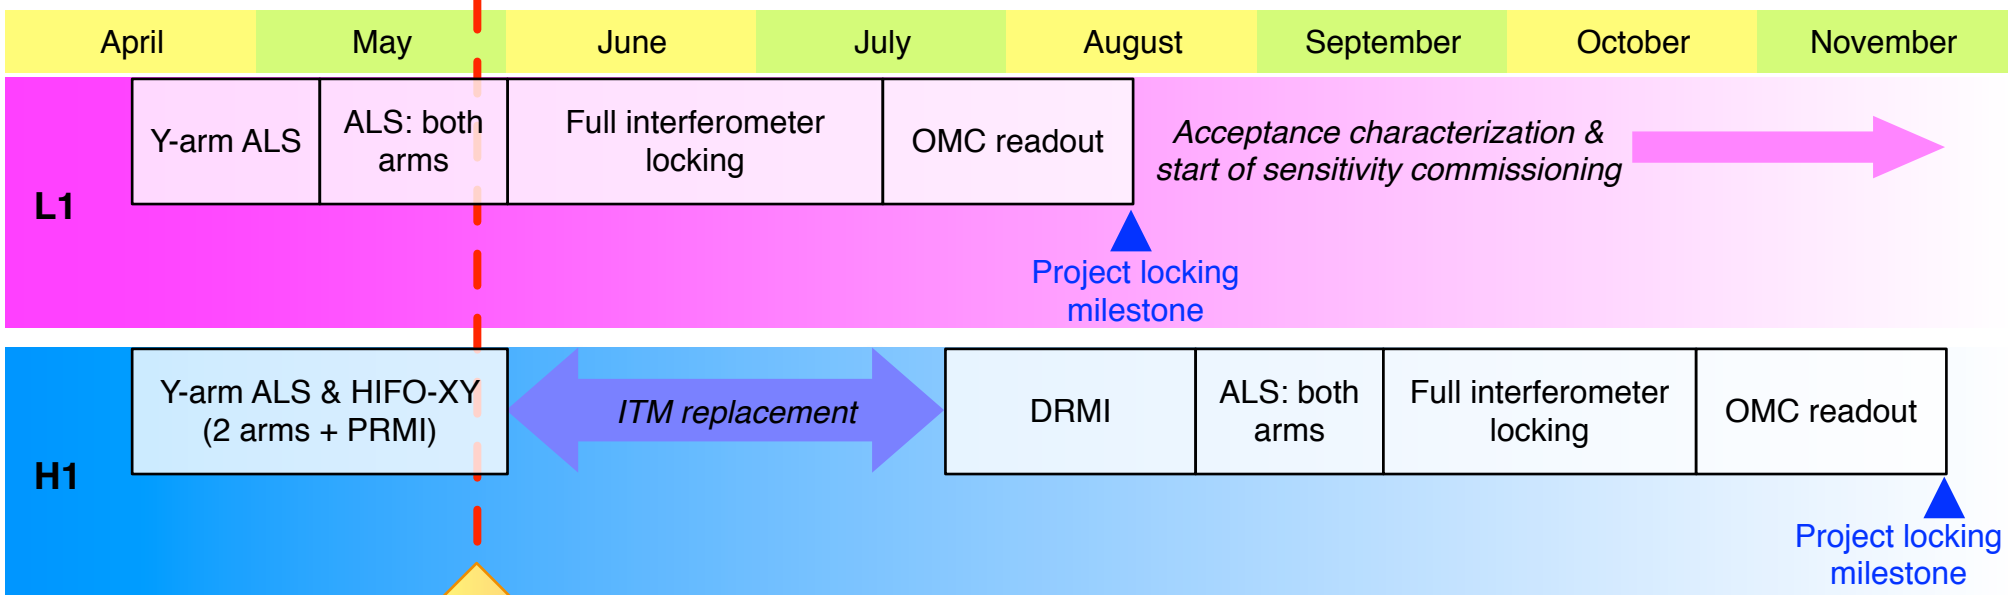 April May June July August September October November
L1
Y-arm ALS
ALS: both
arms
Full interferometer
locking
OMC readout
Acceptance characterization &
start of sensitivity commissioning
Project locking
milestone
H1
Y-arm ALS & HIFO-XY
(2 arms + PRMI)
ITM replacement
DRMI
ALS: both
arms
Full interferometer
locking
OMC readout
Project locking
milestone